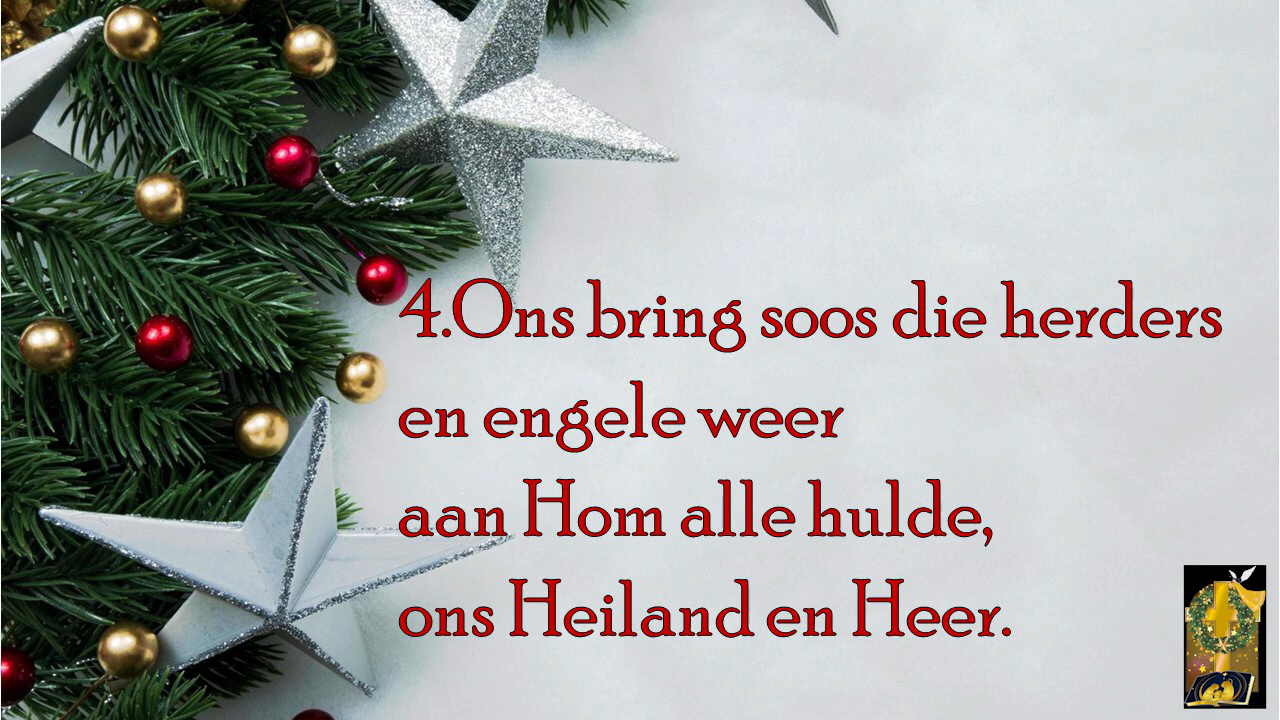 4.Ons bring soos die herders
en engele weer
aan Hom alle hulde,
ons Heiland en Heer.